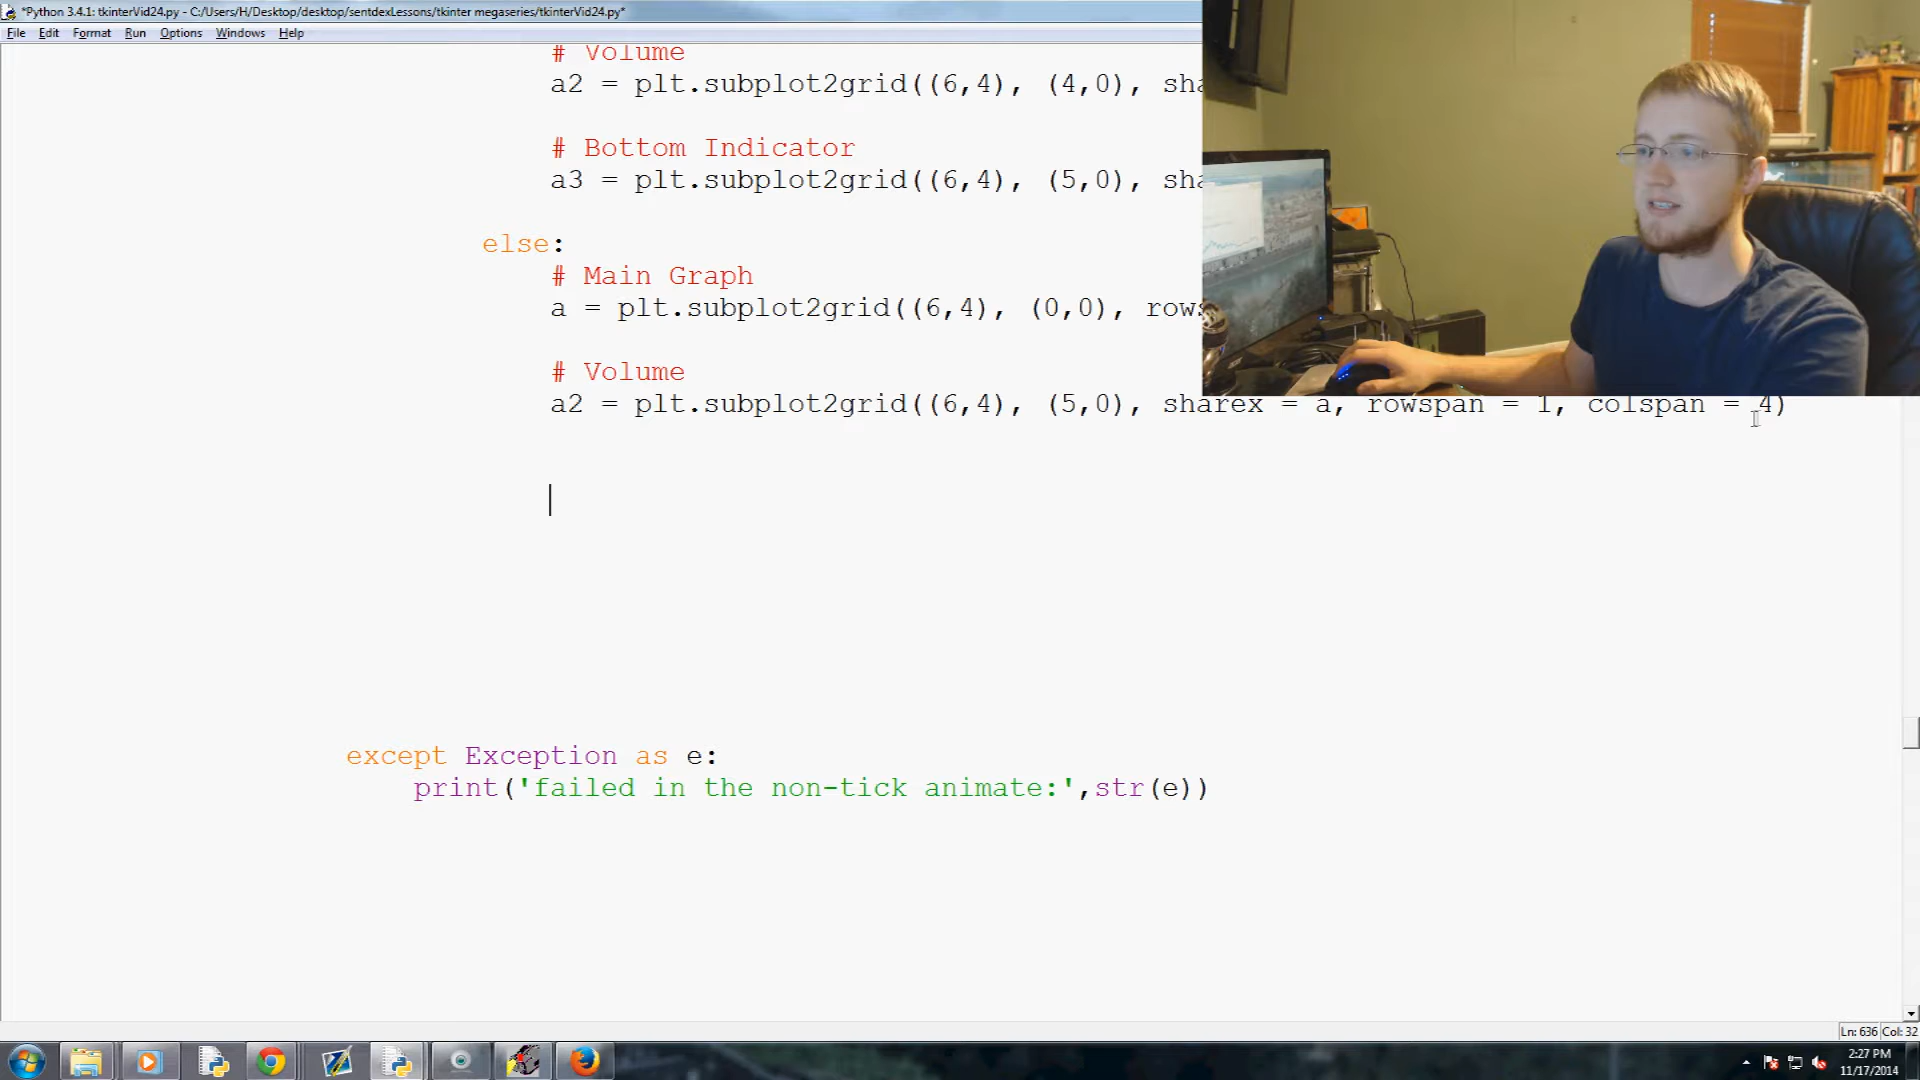 *Python 3.4.1: tkinterVid24.py - C:/Users/H/Desktop/desktop/sentdexLessons/tkinter megaseries/tkinterVid24.py*
File Edit Format Run Options Windows Help
# Volume
a2 = plt.subplot2grid((6,4), (4,0), sha
# Bottom Indicator
a3 = plt.subplot2grid((6,4), (5,0), sha
else:
# Main Graph
a = plt.subplot2grid((6,4), (0,0), rows
# Volume
a2 = plt.subplot2grid((6,4), (5,0), sharex = a, rowspan = 1, colspan = 4)
except Exception as e:
print('failed in the non-tick animate:',str(e))
Ln: 636 Col: 32
2:27 PM
11/17/2014